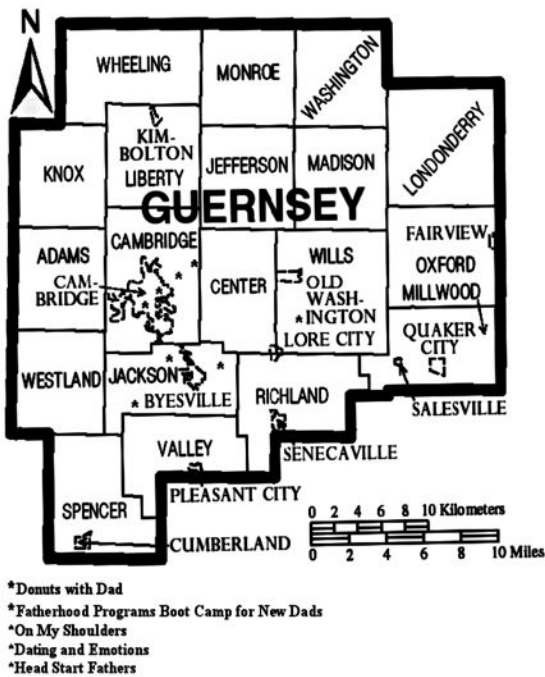 N
WHEELING
MONROE
WASHINGTON
KIM-
BOLTON
LIBERTY
KNOX
JEFFERSON
MADISON
LONDONDERRY
GUERNSEY
ADAMS
CAMBRIDGE
CAM-
BRIDGE
CENTER
WILLS
OLD
WASH-
*INGTON
LORE CITY
FAIRVIEW
OXFORD
MILLWOOD
QUAKER
CITY
WESTLAND
JACKSON
* BYESVILLE
RICHLAND
SALESVILLE
VALLEY
SENECAVILLE
PLEASANT CITY
SPENCER
CUMBERLAND
0 2 4 6 8 10 Kilometers
0 2 4 6 8 10 Miles
*Donuts with Dad
*Fatherhood Programs Boot Camp for New Dads
*On My Shoulders
*Dating and Emotions
*Head Start Fathers